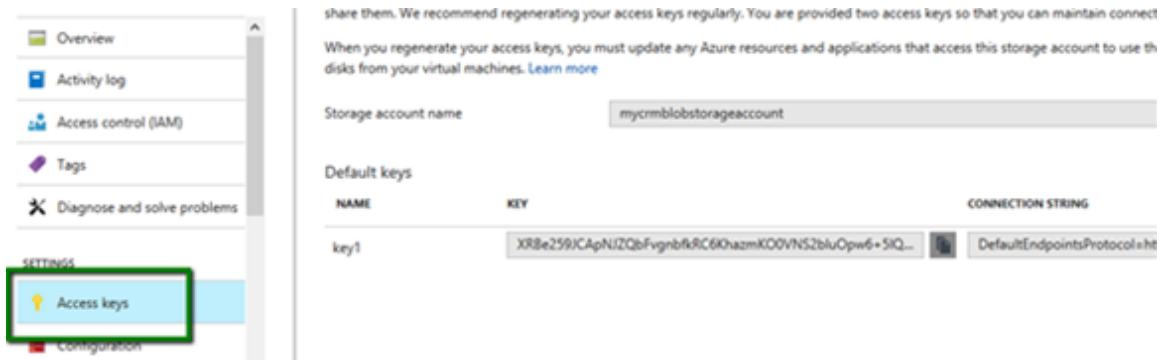 Overview
Activity log
Access control (IAM)
Tags
Diagnose and solve problems
SETTINGS
Access keys
Configuration
share them. We recommend regenerating your access keys regularly. You are provided two access keys so that you can maintain connect
When you regenerate your access keys, you must update any Azure resources and applications that access this storage account to use th
disks from your virtual machines. Learn more
Storage account name mycrmblobstorageaccount
Default keys
NAME KEY CONNECTION STRING
key1 XRBe259JCApNJZQbFvgnbfkRC6KhazmKO0VNS2bluOpw6+5IQ... DefaultEndpointsProtocol=ht